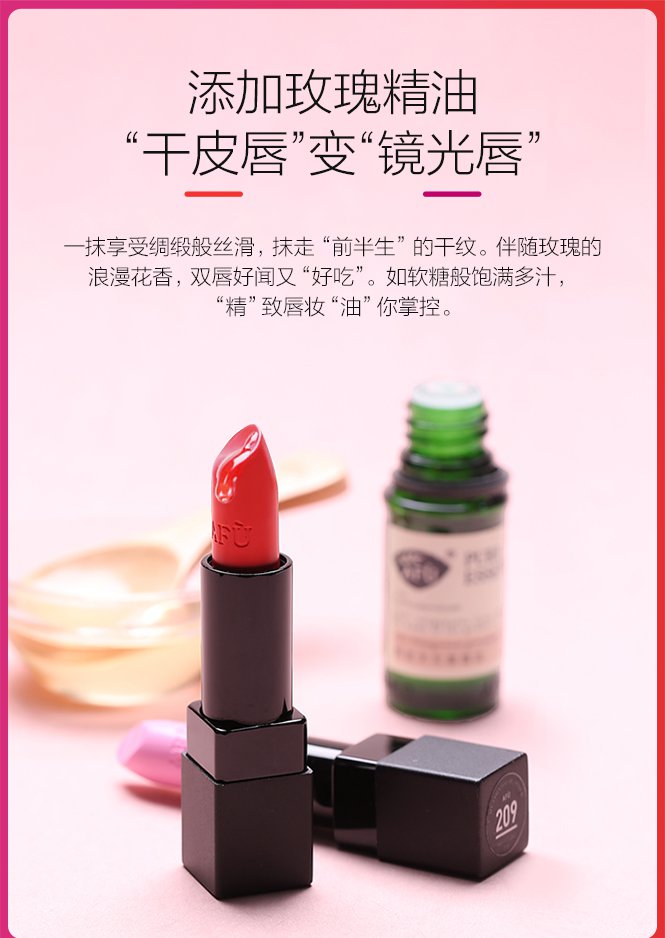 添加玫瑰精油
“干皮唇”变“镜光唇”
一抹享受绸缎般丝滑，抹走“前半生”的干纹。伴随玫瑰的
浪漫花香，双唇好闻又“好吃”。如软糖般饱满多汁，
“精”致唇妆“油”你掌控。
AFU
AFU
209